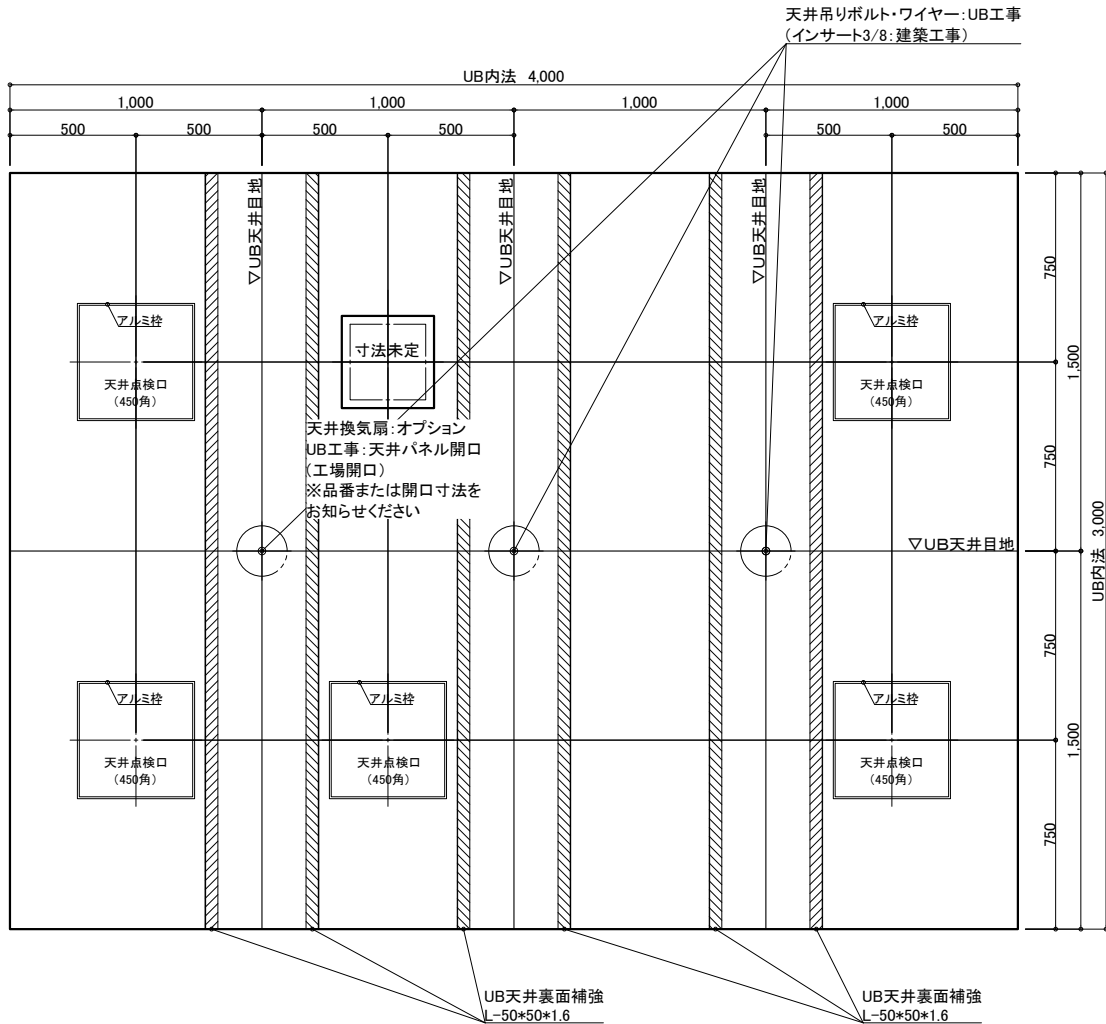 天井吊りボルト・ワイヤー：UB工事
（インサート3/8：建築工事）
UB内法 4,000
1,000
1,000
1,000
1,000
500
500
500
500
500
500
▽UB天井目地
▽UB天井目地
▽UB天井目地
アルミ枠
天井点検口
（450角）
寸法未定
アルミ枠
天井点検口
（450角）
天井換気扇：オプション
UB工事：天井パネル開口
（工場開口）
※品番または開口寸法を
お知らせください
▽UB天井目地
750
750
1,500
UB内法 3,000
750
750
1,500
アルミ枠
天井点検口
（450角）
アルミ枠
天井点検口
（450角）
アルミ枠
天井点検口
（450角）
UB天井裏面補強
L-50*50*1.6
UB天井裏面補強
L-50*50*1.6